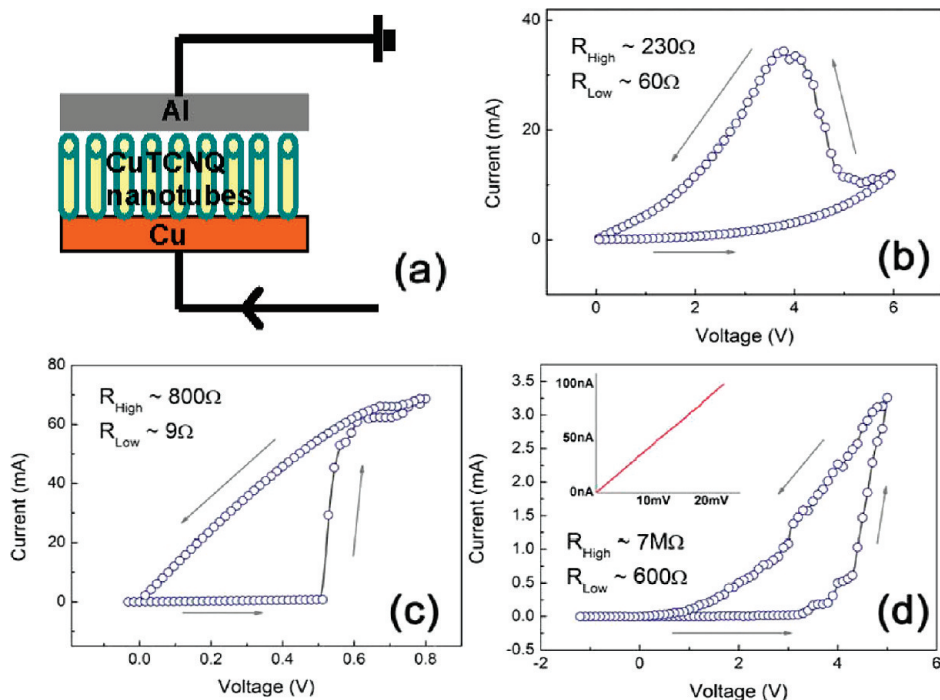 Al
CuTCNQ
nanotubes
Cu
(a)
40
20
0
0
2
4
6
Current (mA)
Voltage (V)
R_High ~ 230Ω
R_Low ~ 60Ω
(b)
80
60
40
20
0
0.0
0.2
0.4
0.6
0.8
Current (mA)
Voltage (V)
R_High ~ 800Ω
R_Low ~ 9Ω
(c)
3.5
3.0
2.5
2.0
1.5
1.0
0.5
0.0
-0.5
-2
0
2
4
6
Current (mA)
Voltage (V)
100nA
50nA
0nA
10mV
20mV
R_High ~ 7MΩ
R_Low ~ 600Ω
(d)